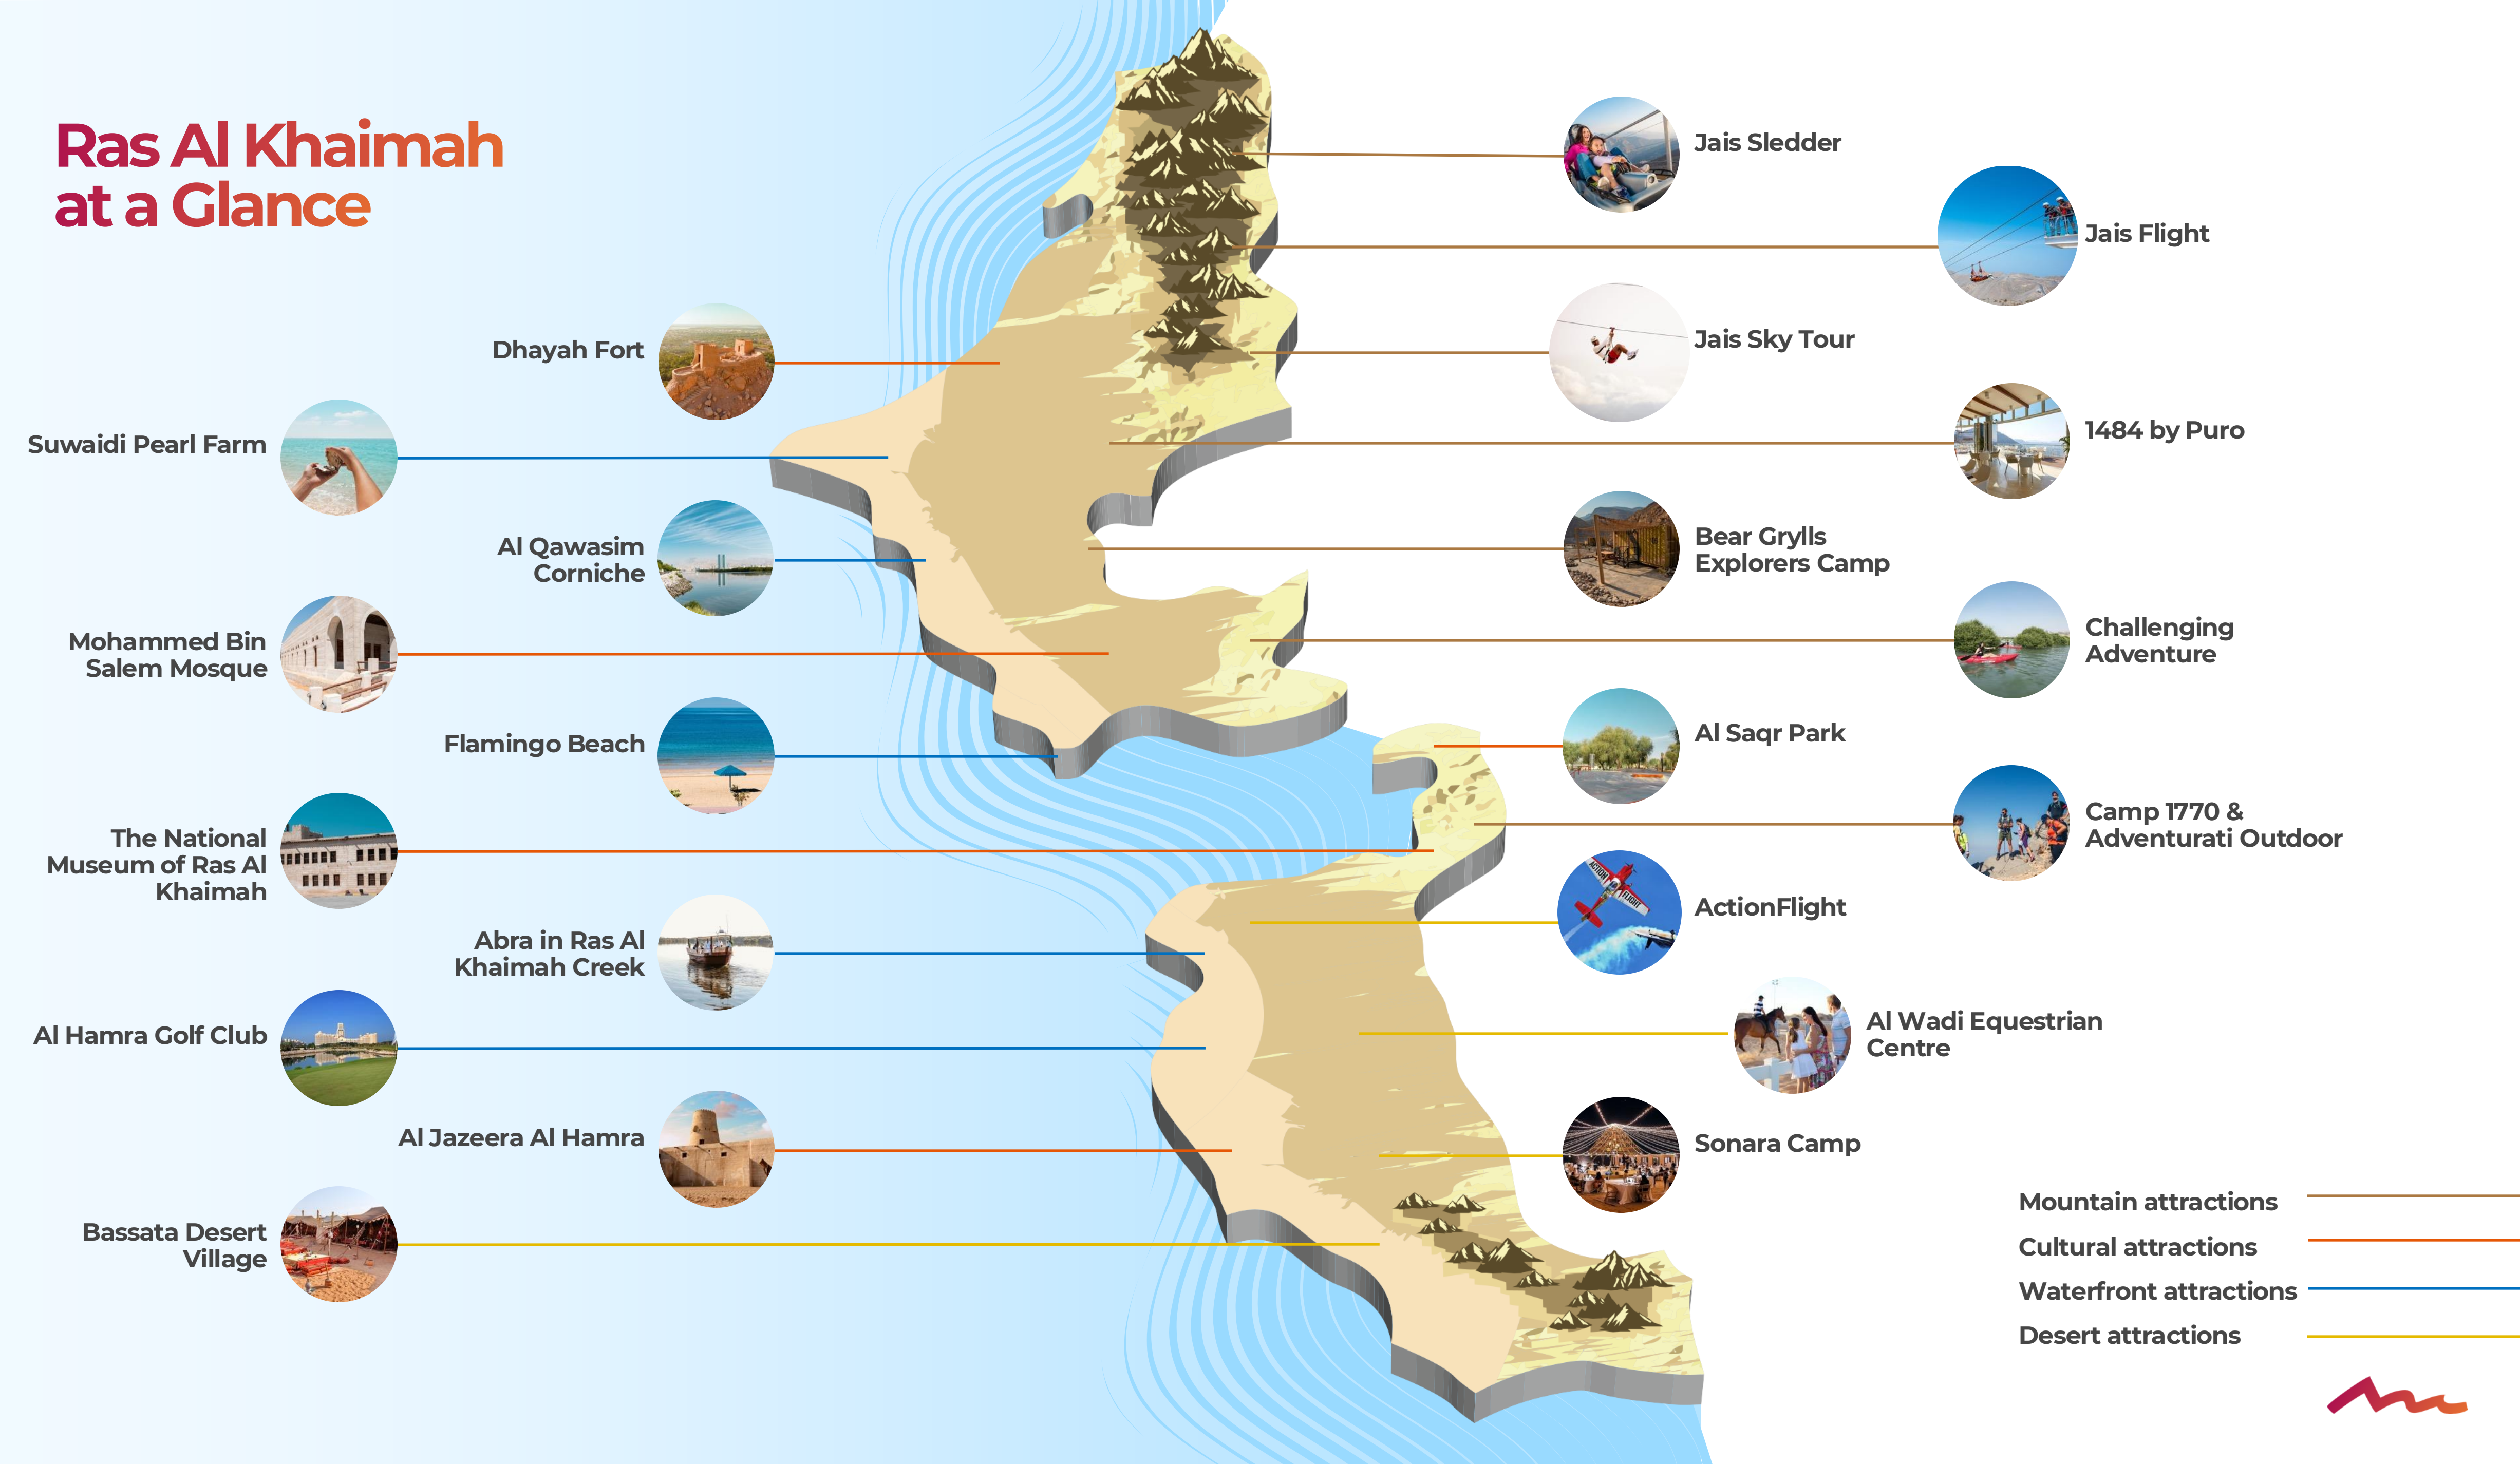 Ras Al Khaimah
at a Glance
Dhayah Fort
Suwaidi Pearl Farm
Al Qawasim
Corniche
Mohammed Bin
Salem Mosque
Flamingo Beach
The National
Museum of Ras Al
Khaimah
Abra in Ras Al
Khaimah Creek
Al Hamra Golf Club
Al Jazeera Al Hamra
Bassata Desert
Village
Jais Sledder
Jais Flight
Jais Sky Tour
1484 by Puro
Bear Grylls
Explorers Camp
Challenging
Adventure
Al Saqr Park
Camp 1770 &
Adventurati Outdoor
ACTION
FLIGHT
ActionFlight
Al Wadi Equestrian
Centre
Sonara Camp
Mountain attractions
Cultural attractions
Waterfront attractions
Desert attractions